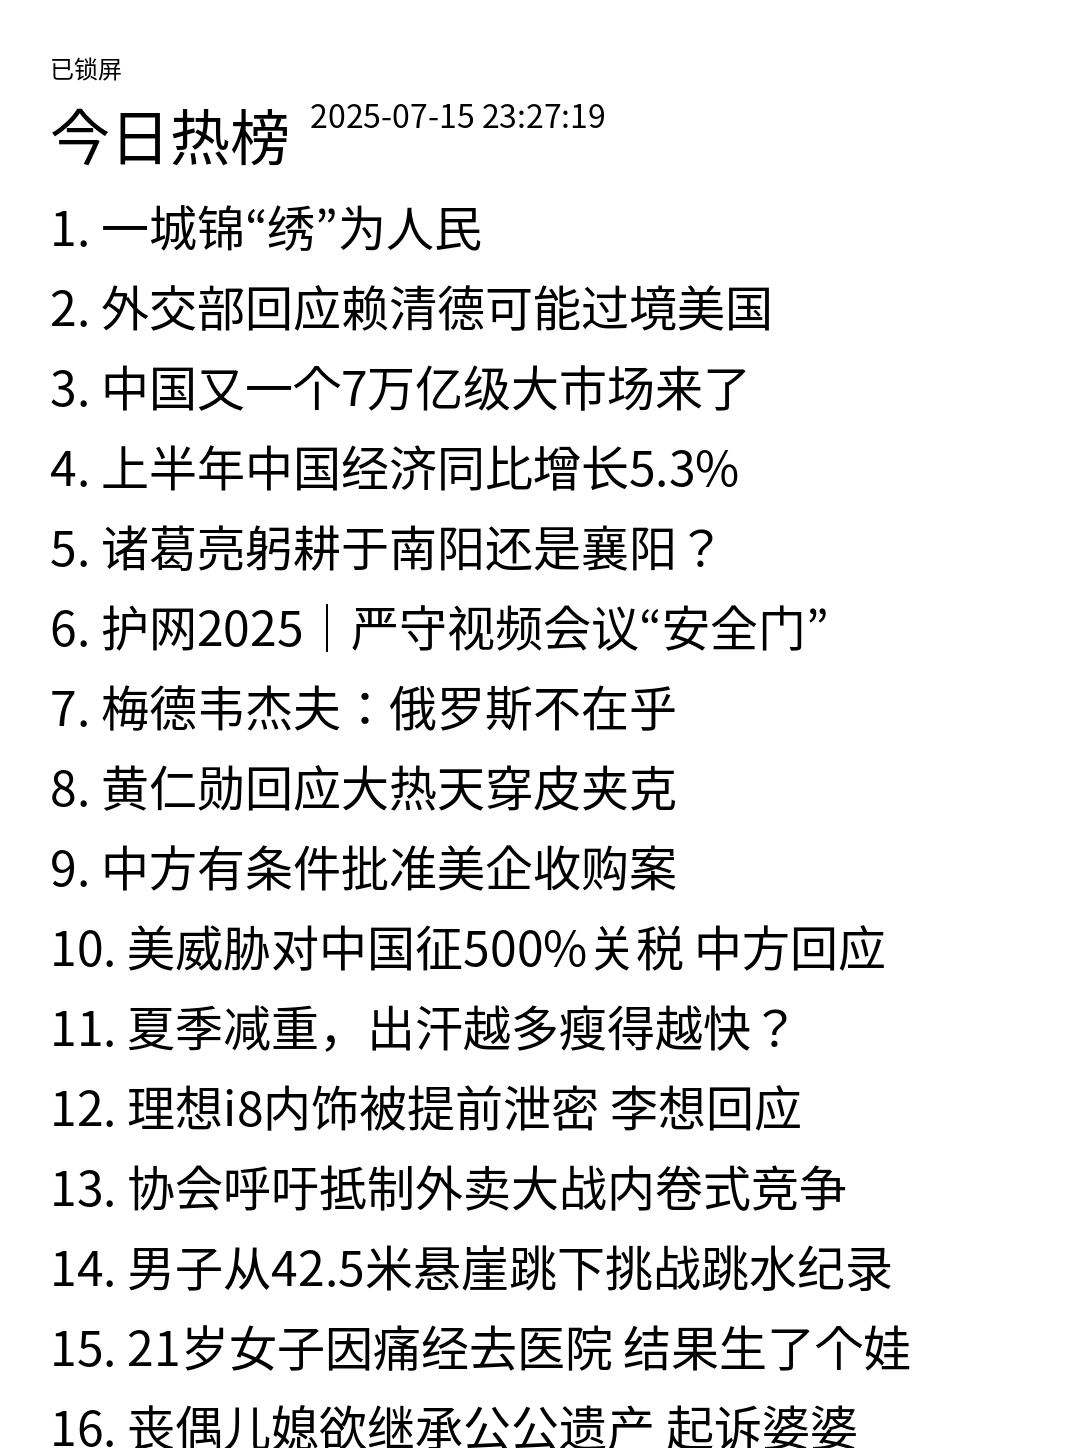 已锁屏
今日热榜 2025-07-15 23:27:19
1. 一城锦“绣”为人民
2. 外交部回应赖清德可能过境美国
3. 中国又一个7万亿级大市场来了
4. 上半年中国经济同比增长5.3%
5. 诸葛亮躬耕于南阳还是襄阳？
6. 护网2025｜严守视频会议“安全门”
7. 梅德韦杰夫：俄罗斯不在乎
8. 黄仁勋回应大热天穿皮夹克
9. 中方有条件批准美企收购案
10. 美威胁对中国征500%关税 中方回应
11. 夏季减重，出汗越多瘦得越快？
12. 理想i8内饰被提前泄密 李想回应
13. 协会呼吁抵制外卖大战内卷式竞争
14. 男子从42.5米悬崖跳下挑战跳水纪录
15. 21岁女子因痛经去医院 结果生了个娃
16. 丧偶儿媳欲继承公公遗产 起诉婆婆